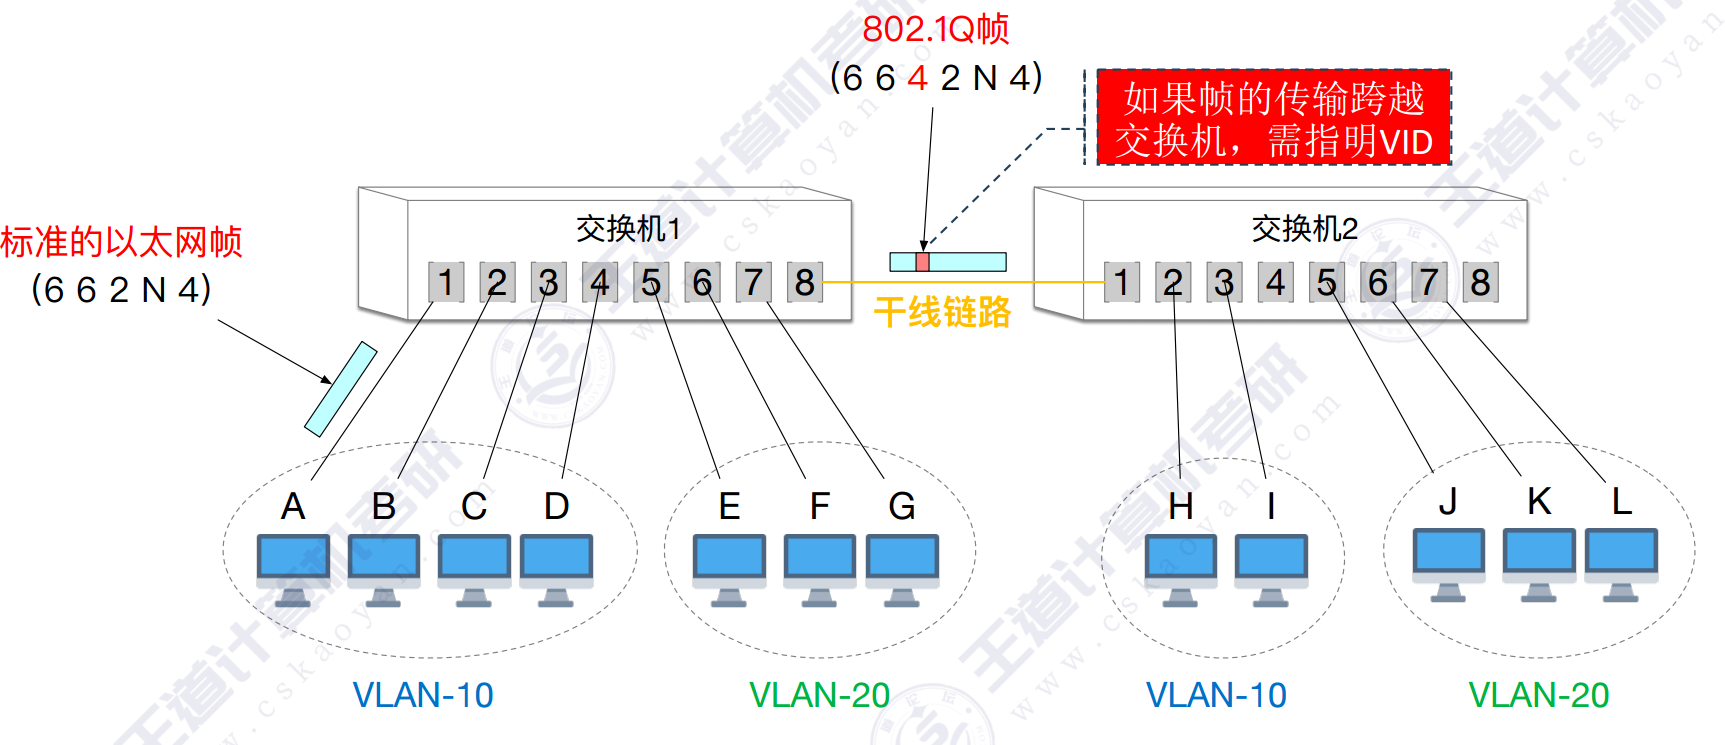 802.1Q帧
(6 6 4 2 N 4)
如果帧的传输跨越
交换机，需指明VID
标准的以太网帧
(6 6 2 N 4)
交换机1
1 2 3 4 5 6 7 8
干线链路
交换机2
1 2 3 4 5 6 7 8
A B C D
E F G
H I
J K L
VLAN-10
VLAN-20
VLAN-10
VLAN-20
王道计算机考研
www.cskaoyan.com